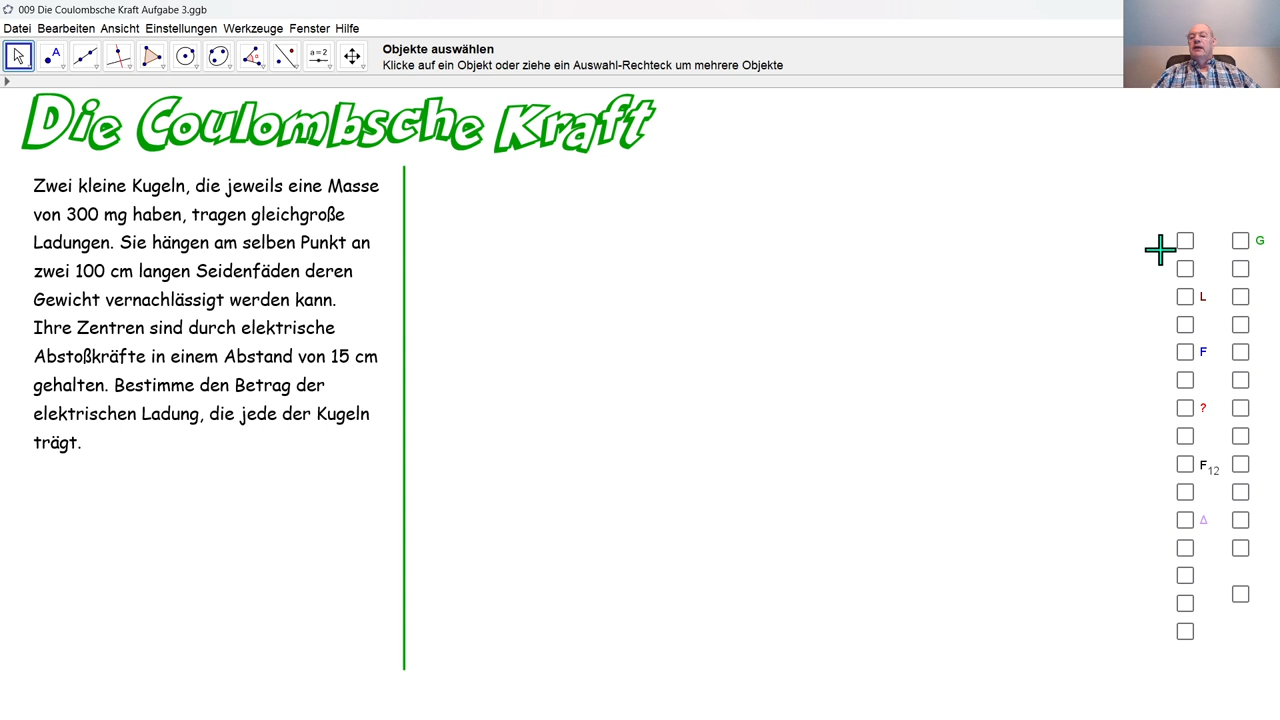 009 Die Coulombsche Kraft Aufgabe 3.ggb
Datei Bearbeiten Ansicht Einstellungen Werkzeuge Fenster Hilfe
A
a=2
Objekte auswählen
Klicke auf ein Objekt oder ziehe ein Auswahl-Rechteck um mehrere Objekte
Die Coulombsche Kraft
Zwei kleine Kugeln, die jeweils eine Masse
von 300 mg haben, tragen gleichgroße
Ladungen. Sie hängen am selben Punkt an
zwei 100 cm langen Seidenfäden deren
Gewicht vernachlässigt werden kann.
Ihre Zentren sind durch elektrische
Abstoßkräfte in einem Abstand von 15 cm
gehalten. Bestimme den Betrag der
elektrischen Ladung, die jede der Kugeln
trägt.
G
L
F
?
F12
Δ